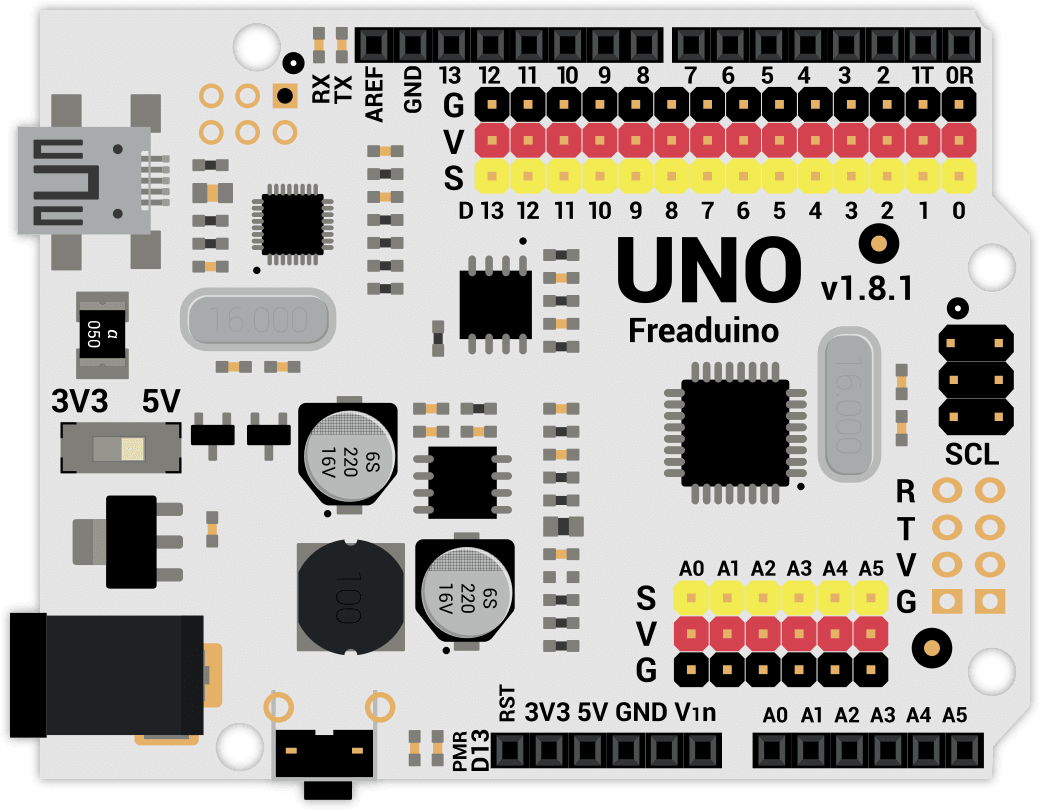 RX
TX
AREF
GND
13 12 11 10 9 8 7 6 5 4 3 2 1T 0R
G
V
S
D 13 12 11 10 9 8 7 6 5 4 3 2 1 0
UNO
v1.8.1
Freaduino
16.000
α
050
3V3 5V
16.000
6S
220
16V
SCL
R
T
V
G
100
6S
220
16V
A0 A1 A2 A3 A4 A5
S
V
G
RST
3V3 5V GND V1n
A0 A1 A2 A3 A4 A5
PMR
D13